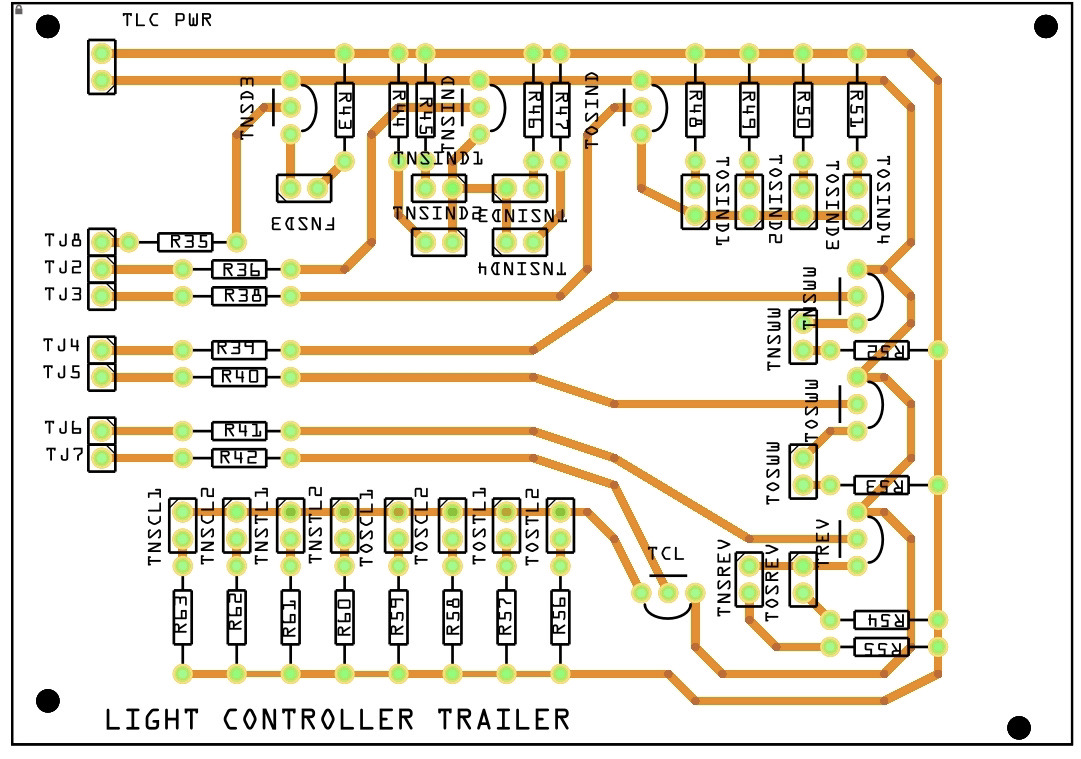 TLC PWR
TNSDE
R43
R44
R45
TNSIND
R46
R47
TOSIND
R48
R49
R50
R51
TNSIND1
TNSDE
TNSIND2
TNSIND3
TNSIND4
TOSIND1
TOSIND2
TOSIND3
TOSIND4
TJ8
R35
TJ2
R36
TJ3
R38
TNSMM
TNSMM
R52
TJ4
R39
TJ5
R40
TOSMM
TOSMM
R53
TJ6
R41
TJ7
R42
TNSCL1
TNSCL2
TNSTL1
TNSTL2
TOSCL1
TOSCL2
TOSTL1
TOSTL2
TCL
TNSREV
TOSREV
TREV
R54
R55
R63
R62
R61
R60
R59
R58
R57
R56
LIGHT CONTROLLER TRAILER